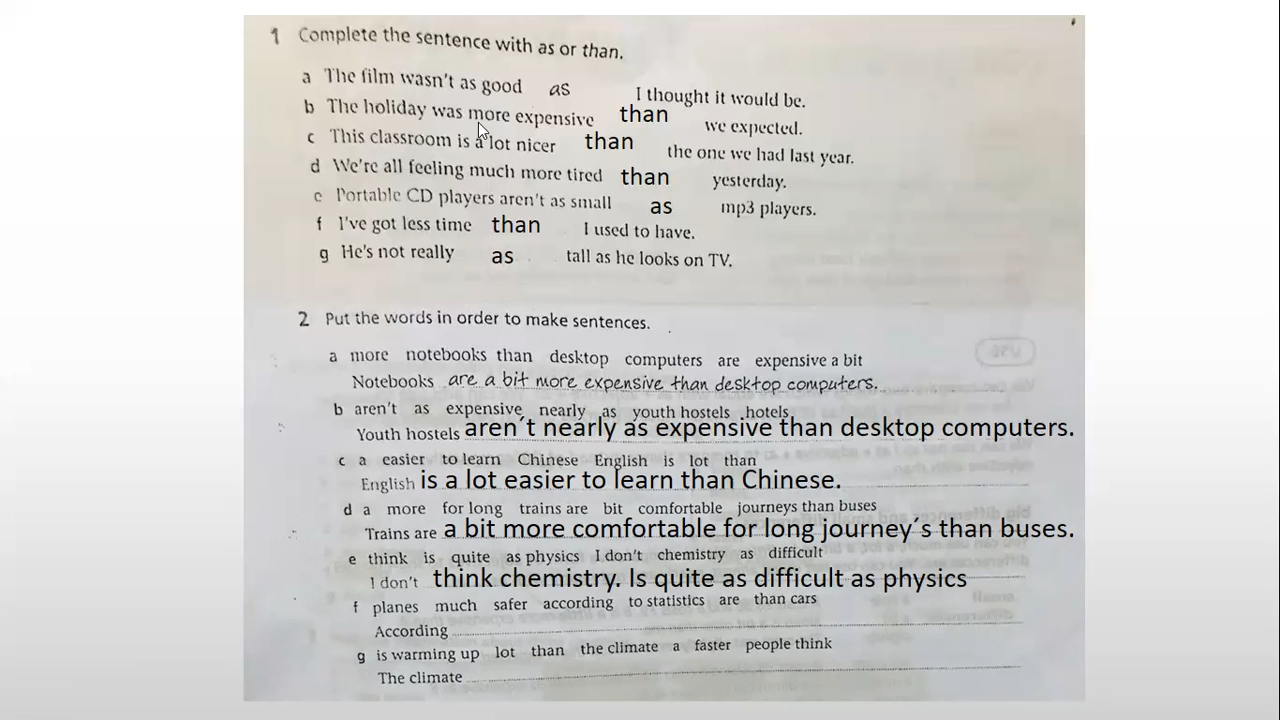 1 Complete the sentence with as or than.
a The film wasn't as good as I thought it would be.
b The holiday was more expensive than we expected.
c This classroom is a lot nicer than the one we had last year.
d We're all feeling much more tired than yesterday.
e Portable CD players aren't as small as mp3 players.
f I've got less time than I used to have.
g He's not really as tall as he looks on TV.
2 Put the words in order to make sentences.
a more notebooks than desktop computers are expensive a bit
Notebooks are a bit more expensive than desktop computers.
b aren't as expensive nearly as youth hostels hotels
Youth hostels aren´t nearly as expensive than desktop computers.
c a easier to learn Chinese English is lot than
English is a lot easier to learn than Chinese.
d a more for long trains are bit comfortable journeys than buses
Trains are a bit more comfortable for long journey´s than buses.
e think is quite as physics I don't chemistry as difficult
I don't think chemistry. Is quite as difficult as physics
f planes much safer according to statistics are than cars
According
g is warming up lot than the climate a faster people think
The climate